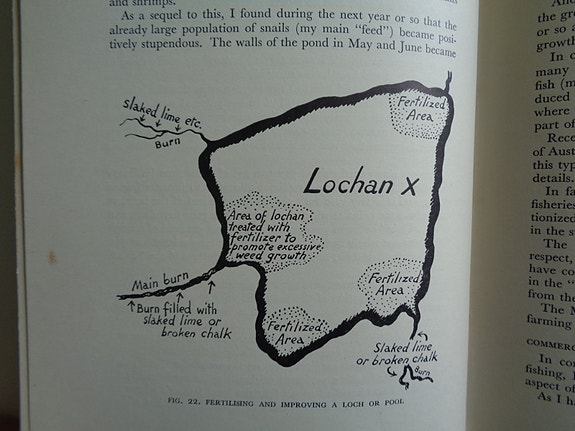 and shrimps.
As a sequel to this, I found during the next year or so that the
already large population of snails (my main "feed") became posi-
tively stupendous. The walls of the pond in May and June became
Slaked lime etc.
Burn
Fertilized
Area
Lochan X
Area of lochan
treated with
fertilizer to
promote excessive
weed growth
Main burn
Burn filled with
slaked lime or
broken chalk
Fertilized
Area
Fertilized
Area
Slaked lime
or broken chalk
Burn
FIG. 22. FERTILISING AND IMPROVING A LOCH OR POOL
the gro
or so a
growth
In c
many
fish (m
duced
where
part of
Rece
of Aust
this typ
details.
In fa
fisheries
tionized
in the s
The
respect,
have co
in the "
from the
The M
farming
COMMERC
In co
fishing, I
aspect of
As I h